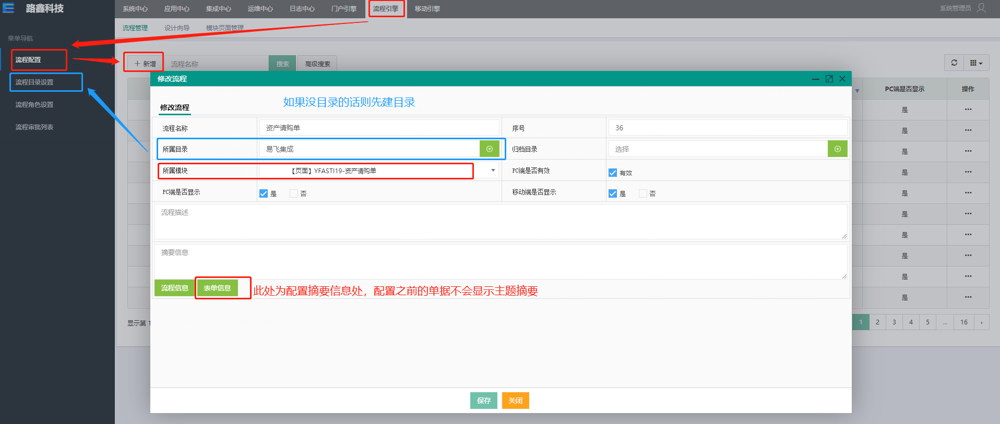 路鑫科技
系统中心 应用中心 集成中心 运维中心 日志中心 门户引擎 流程引擎 移动引擎 系统管理员
流程管理 设计向导 模块页面管理
菜单导航
流程配置
流程目录设置
流程角色设置
流程审批列表
新增 流程名称 搜索 高级搜索
修改流程
PC端是否显示 操作
修改流程 如果没目录的话则先建目录
是 •••
流程名称 资产请购单 序号 36
是 •••
所属目录 易飞集成 归档目录 选择
是 •••
所属模块 【页面】YFASTI19-资产请购单 PC端是否有效 有效
是 •••
PC端是否显示 是 否 移动端是否显示 是 否
是 •••
流程描述
是 •••
是 •••
摘要信息
是 •••
是 •••
流程信息 表单信息 此处为配置摘要信息处，配置之前的单据不会显示主题摘要
是 •••
显示第 1
1 2 3 4 5 ... 16 ›
保存 关闭